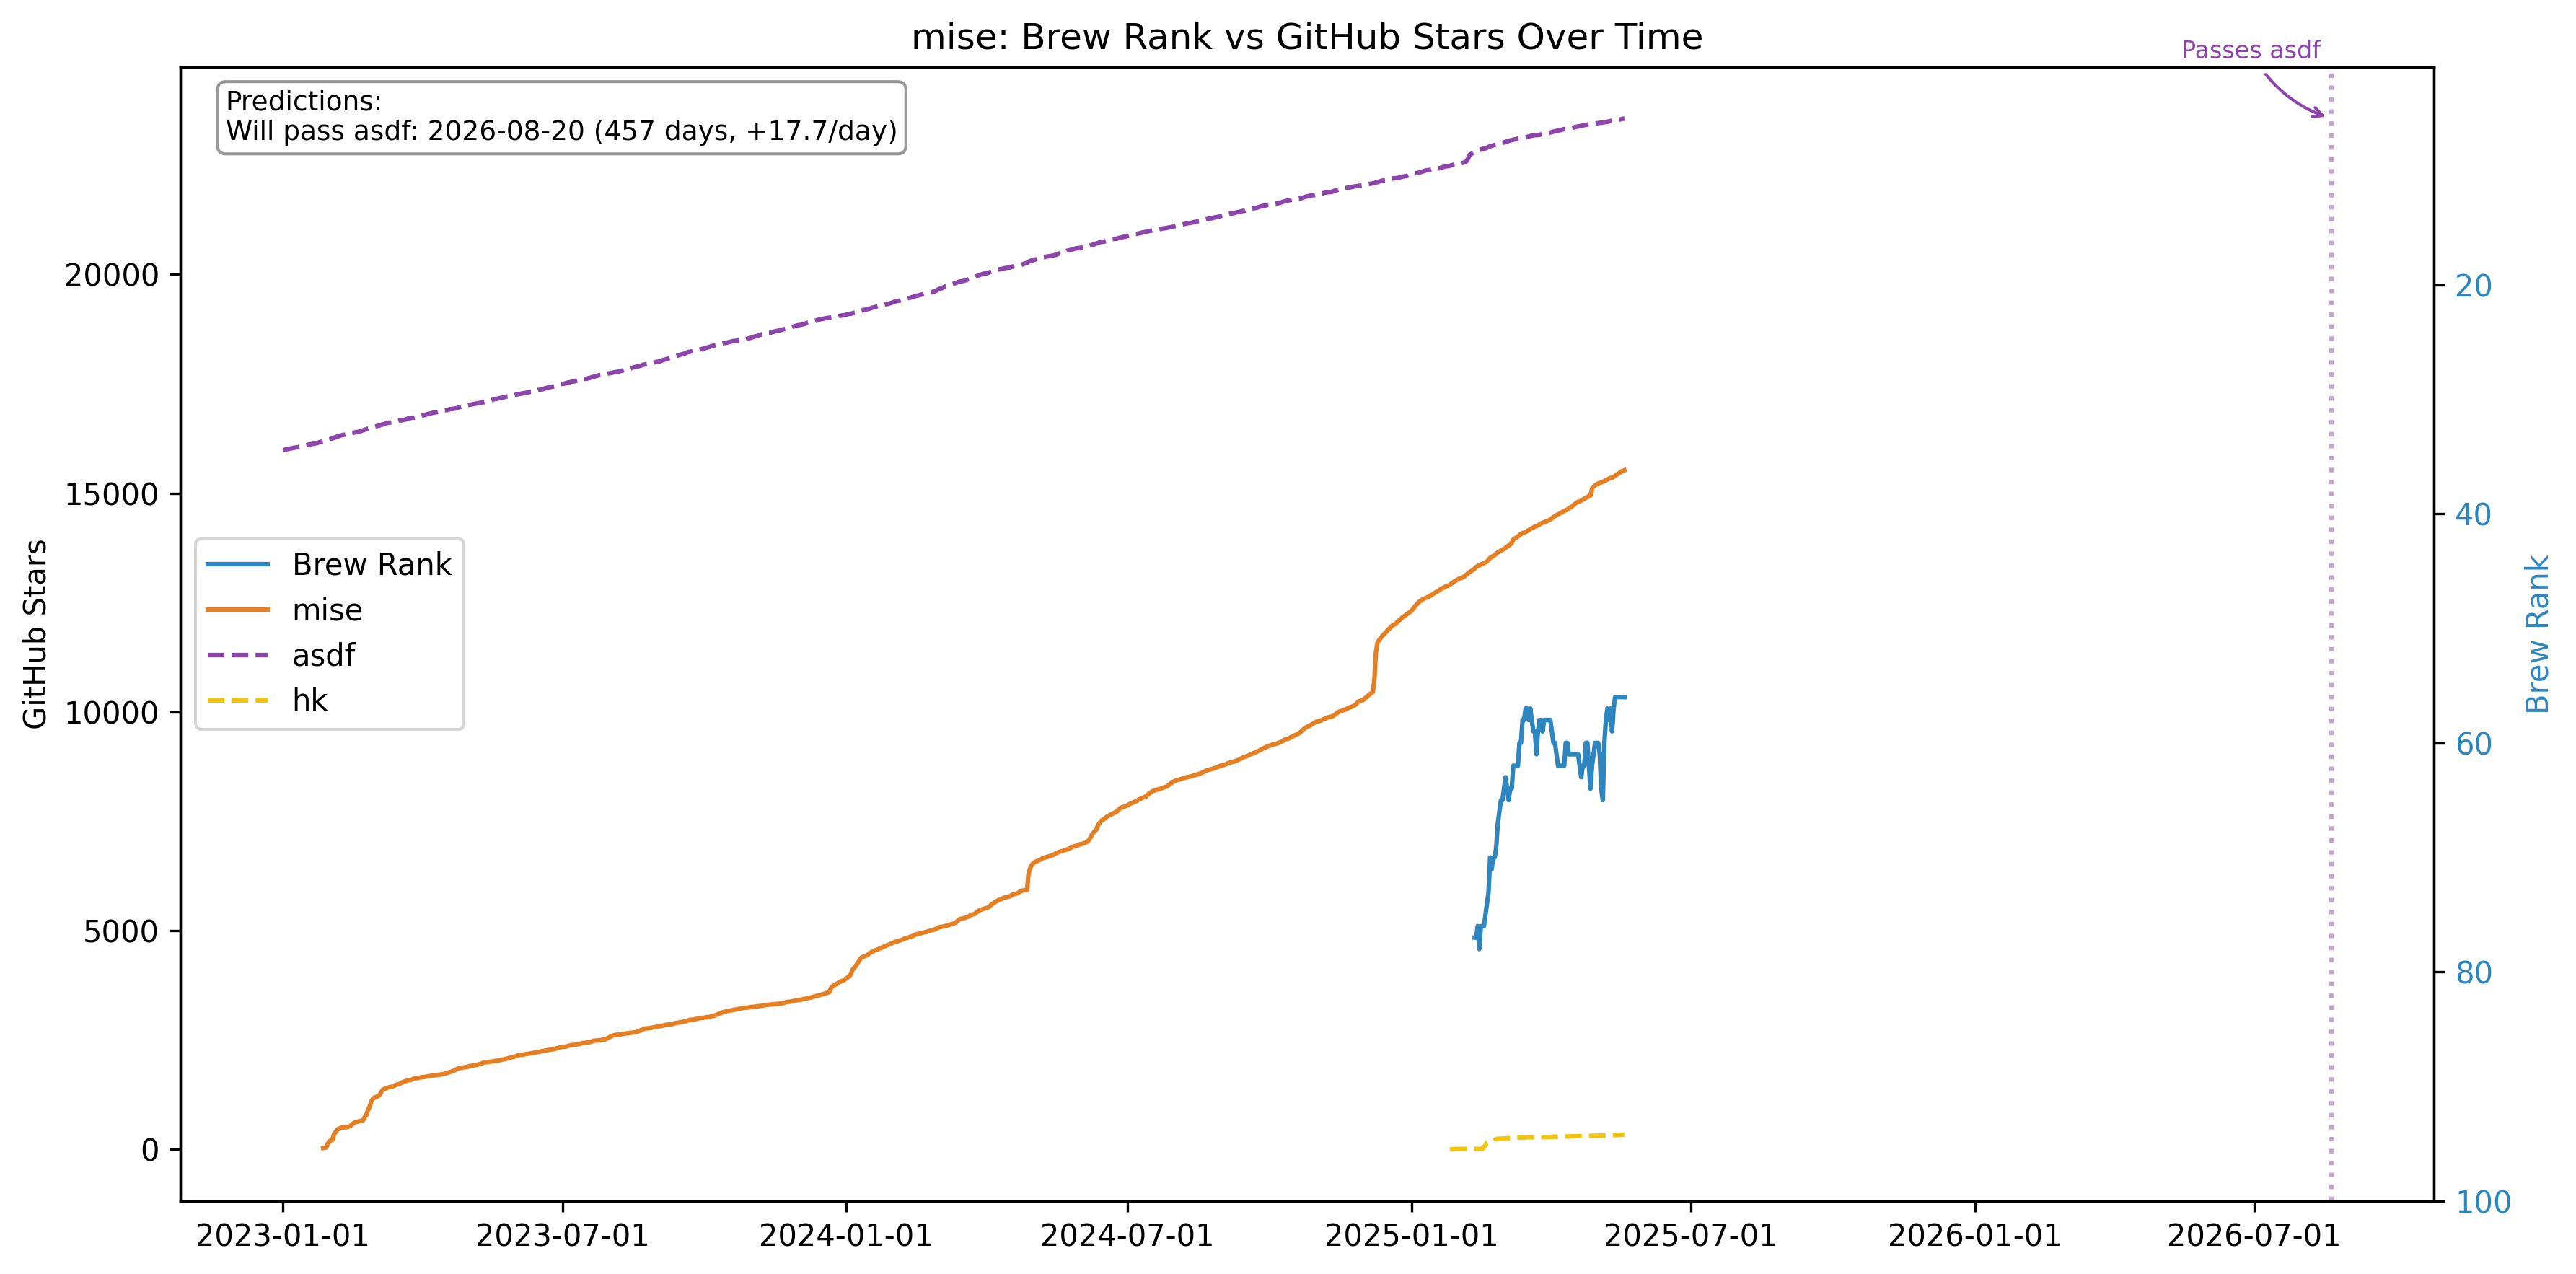 mise: Brew Rank vs GitHub Stars Over Time
Passes asdf
Predictions:
Will pass asdf: 2026-08-20 (457 days, +17.7/day)
GitHub Stars
20000
15000
10000
5000
0
Brew Rank
mise
asdf
hk
20
40
60
80
100
Brew Rank
2023-01-01
2023-07-01
2024-01-01
2024-07-01
2025-01-01
2025-07-01
2026-01-01
2026-07-01